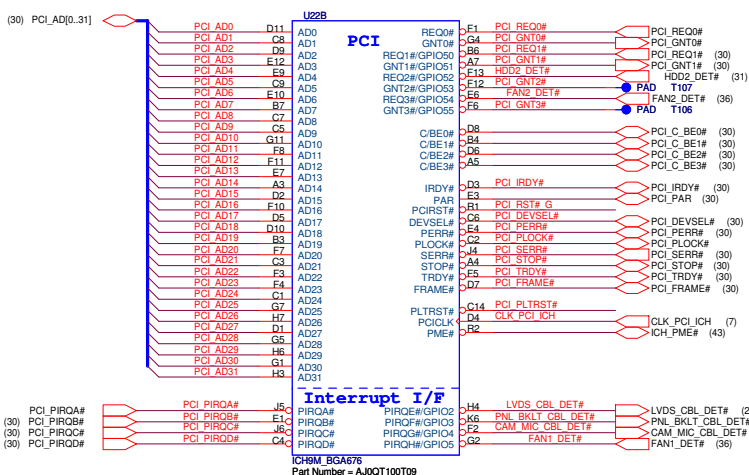 U22B
(30) PCI_AD[0..31]
PCI
PCI_AD0 D11 AD0 REQ0# F1 PCI_REQ0# PCI_REQ0#
PCI_AD1 C8 AD1 GNT0# G4 PCI_GNT0# PCI_GNT0#
PCI_AD2 D9 AD2 REQ1#/GPIO50 B6 PCI_REQ1# PCI_REQ1# (30)
PCI_AD3 E12 AD3 GNT1#/GPIO51 A7 PCI_GNT1# PCI_GNT1# (30)
PCI_AD4 E9 AD4 REQ2#/GPIO52 F13 HDD2_DET# HDD2_DET# (31)
PCI_AD5 C9 AD5 GNT2#/GPIO53 F12 PCI_GNT2# PAD T107
PCI_AD6 E10 AD6 REQ3#/GPIO54 E6 FAN2_DET# FAN2_DET# (36)
PCI_AD7 B7 AD7 GNT3#/GPIO55 F6 PCI_GNT3# PAD T106
PCI_AD8 C7 AD8
PCI_AD9 C5 AD9 C/BE0# D8 PCI_C_BE0# (30)
PCI_AD10 G11 AD10 C/BE1# B4 PCI_C_BE1# (30)
PCI_AD11 F8 AD11 C/BE2# D6 PCI_C_BE2# (30)
PCI_AD12 F11 AD12 C/BE3# A5 PCI_C_BE3# (30)
PCI_AD13 E7 AD13
PCI_AD14 A3 AD14 IRDY# D3 PCI_IRDY# PCI_IRDY# (30)
PCI_AD15 D2 AD15 PAR E3 PCI_PAR (30)
PCI_AD16 F10 AD16 PCIRST# R1 PCI_RST#_G
PCI_AD17 D5 AD17 DEVSEL# C6 PCI_DEVSEL# PCI_DEVSEL# (30)
PCI_AD18 D10 AD18 PERR# E4 PCI_PERR# PCI_PERR# (30)
PCI_AD19 B3 AD19 PLOCK# C2 PCI_PLOCK# PCI_PLOCK#
PCI_AD20 F7 AD20 SERR# J4 PCI_SERR# PCI_SERR# (30)
PCI_AD21 C3 AD21 STOP# A4 PCI_STOP# PCI_STOP# (30)
PCI_AD22 F3 AD22 TRDY# F5 PCI_TRDY# PCI_TRDY# (30)
PCI_AD23 F4 AD23 FRAME# D7 PCI_FRAME# PCI_FRAME# (30)
PCI_AD24 C1 AD24
PCI_AD25 G7 AD25 PLTRST# C14 PCI_PLTRST#
PCI_AD26 H7 AD26 PCICLK D4 CLK_PCI_ICH CLK_PCI_ICH (7)
PCI_AD27 D1 AD27 PME# R2 ICH_PME# (43)
PCI_AD28 G5 AD28
PCI_AD29 H6 AD29
PCI_AD30 G1 AD30
PCI_AD31 H3 AD31
Interrupt I/F
PCI_PIRQA# PCI_PIRQA# J5 PIRQA# PIRQE#/GPIO2 H4 LVDS_CBL_DET# LVDS_CBL_DET# (2
(30) PCI_PIRQB# PCI_PIRQB# E1 PIRQB# PIRQF#/GPIO3 K6 PNL_BKLT_CBL_DET# PNL_BKLT_CBL_DET#
(30) PCI_PIRQC# PCI_PIRQC# J6 PIRQC# PIRQG#/GPIO4 F2 CAM_MIC_CBL_DET# CAM_MIC_CBL_DET#
(30) PCI_PIRQD# PCI_PIRQD# C4 PIRQD# PIRQH#/GPIO5 G2 FAN1_DET# FAN1_DET# (36)
ICH9M_BGA676
Part Number = AJ0QT100T09